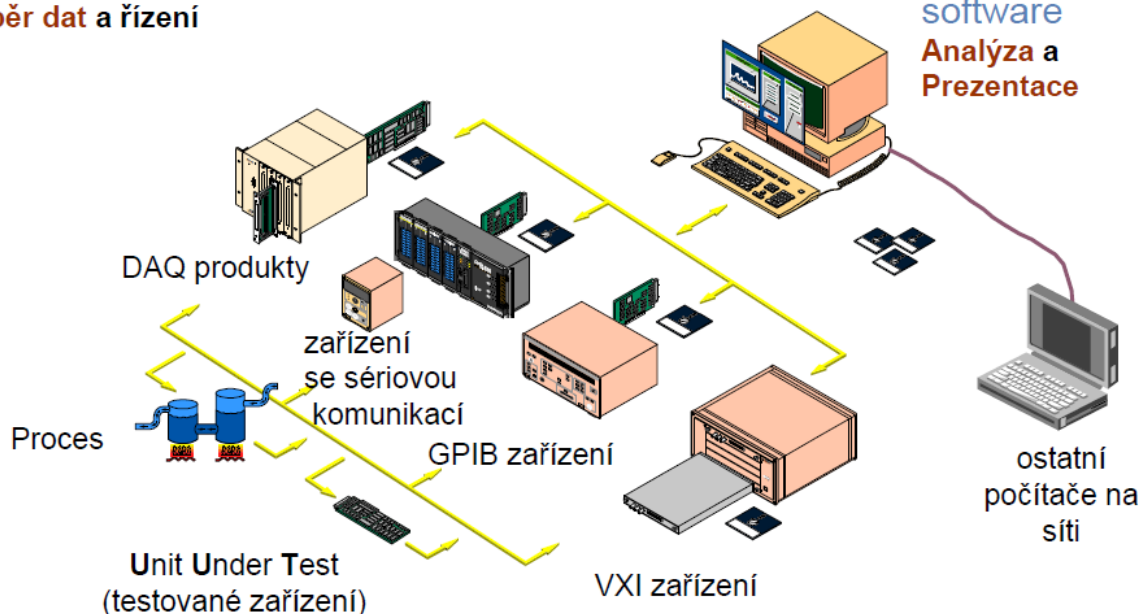 běr dat a řízení
software
Analýza a
Prezentace
DAQ produkty
zařízení
se sériovou
komunikací
Proces
GPIB zařízení
ostatní
počítače na
síti
Unit Under Test
(testované zařízení)
VXI zařízení